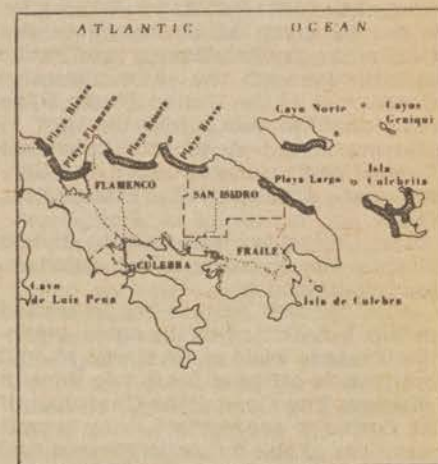 ATLANTIC OCEAN
Playa Blanca
Playa Flamenco
Playa Resaca
Playa Brava
Cayo Norte
Cayos
Geniqui
Isla
Culebrita
Playa Larga
FLAMENCO
SAN ISIDRO
FRAILE
CULEBRA
Cayo
de Luis Pena
Isla de Culebra